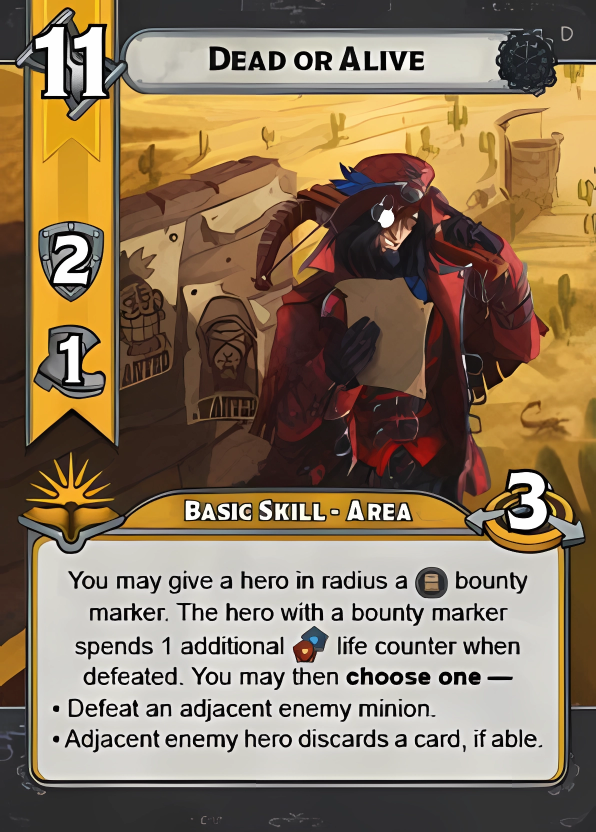 11
DEAD OR ALIVE
D
2
1
WANTED
WANTED
BASIC SKILL - AREA
3
You may give a hero in radius a bounty
marker. The hero with a bounty marker
spends 1 additional life counter when
defeated. You may then choose one —
• Defeat an adjacent enemy minion.
• Adjacent enemy hero discards a card, if able.